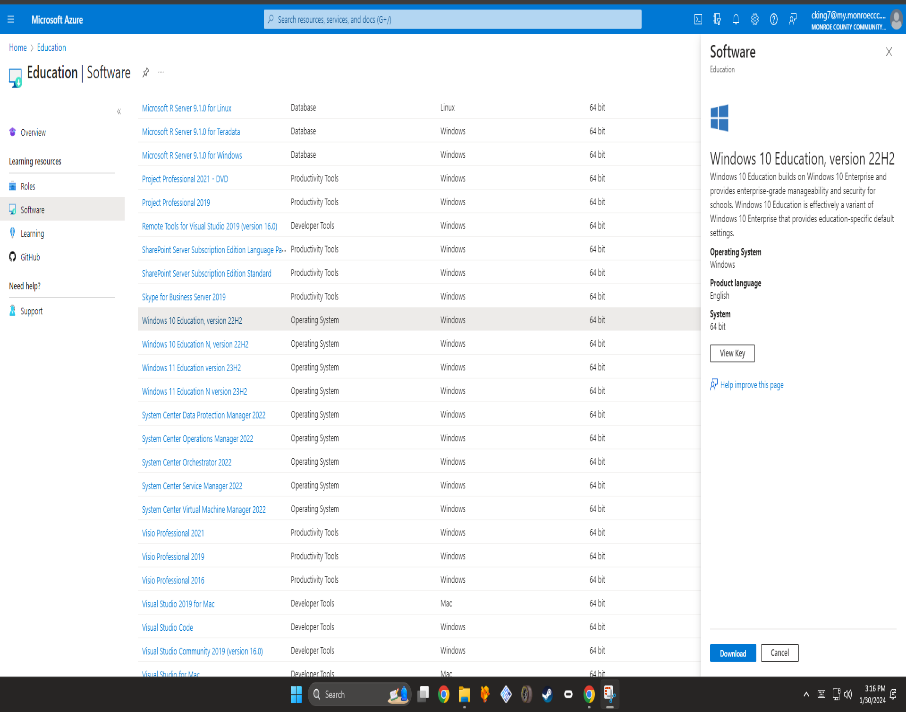 Microsoft Azure
Search resources, services, and docs (G+/)
cking7@my.monroeccc....
MONROE COUNTY COMMUNITY...
Home > Education
Education | Software
Overview
Learning resources
Roles
Software
Learning
GitHub
Need help?
Support
Microsoft R Server 9.1.0 for Linux Database Linux 64 bit
Microsoft R Server 9.1.0 for Teradata Database Windows 64 bit
Microsoft R Server 9.1.0 for Windows Database Windows 64 bit
Project Professional 2021 - DVD Productivity Tools Windows 64 bit
Project Professional 2019 Productivity Tools Windows 64 bit
Remote Tools for Visual Studio 2019 (version 16.0) Developer Tools Windows 64 bit
SharePoint Server Subscription Edition Language Pa... Productivity Tools Windows 64 bit
SharePoint Server Subscription Edition Standard Productivity Tools Windows 64 bit
Skype for Business Server 2019 Productivity Tools Windows 64 bit
Windows 10 Education, version 22H2 Operating System Windows 64 bit
Windows 10 Education N, version 22H2 Operating System Windows 64 bit
Windows 11 Education version 23H2 Operating System Windows 64 bit
Windows 11 Education N version 23H2 Operating System Windows 64 bit
System Center Data Protection Manager 2022 Operating System Windows 64 bit
System Center Operations Manager 2022 Operating System Windows 64 bit
System Center Orchestrator 2022 Operating System Windows 64 bit
System Center Service Manager 2022 Operating System Windows 64 bit
System Center Virtual Machine Manager 2022 Operating System Windows 64 bit
Visio Professional 2021 Productivity Tools Windows 64 bit
Visio Professional 2019 Productivity Tools Windows 64 bit
Visio Professional 2016 Productivity Tools Windows 64 bit
Visual Studio 2019 for Mac Developer Tools Mac 64 bit
Visual Studio Code Developer Tools Windows 64 bit
Visual Studio Community 2019 (version 16.0) Developer Tools Windows 64 bit
Visual Studio for Mac Developer Tools Mac 64 bit
Software
Education
Windows 10 Education, version 22H2
Windows 10 Education builds on Windows 10 Enterprise and
provides enterprise-grade manageability and security for
schools. Windows 10 Education is effectively a variant of
Windows 10 Enterprise that provides education-specific default
settings.
Operating System
Windows
Product language
English
System
64 bit
View Key
Help improve this page
Download
Cancel
Search
3:16 PM
1/30/2024